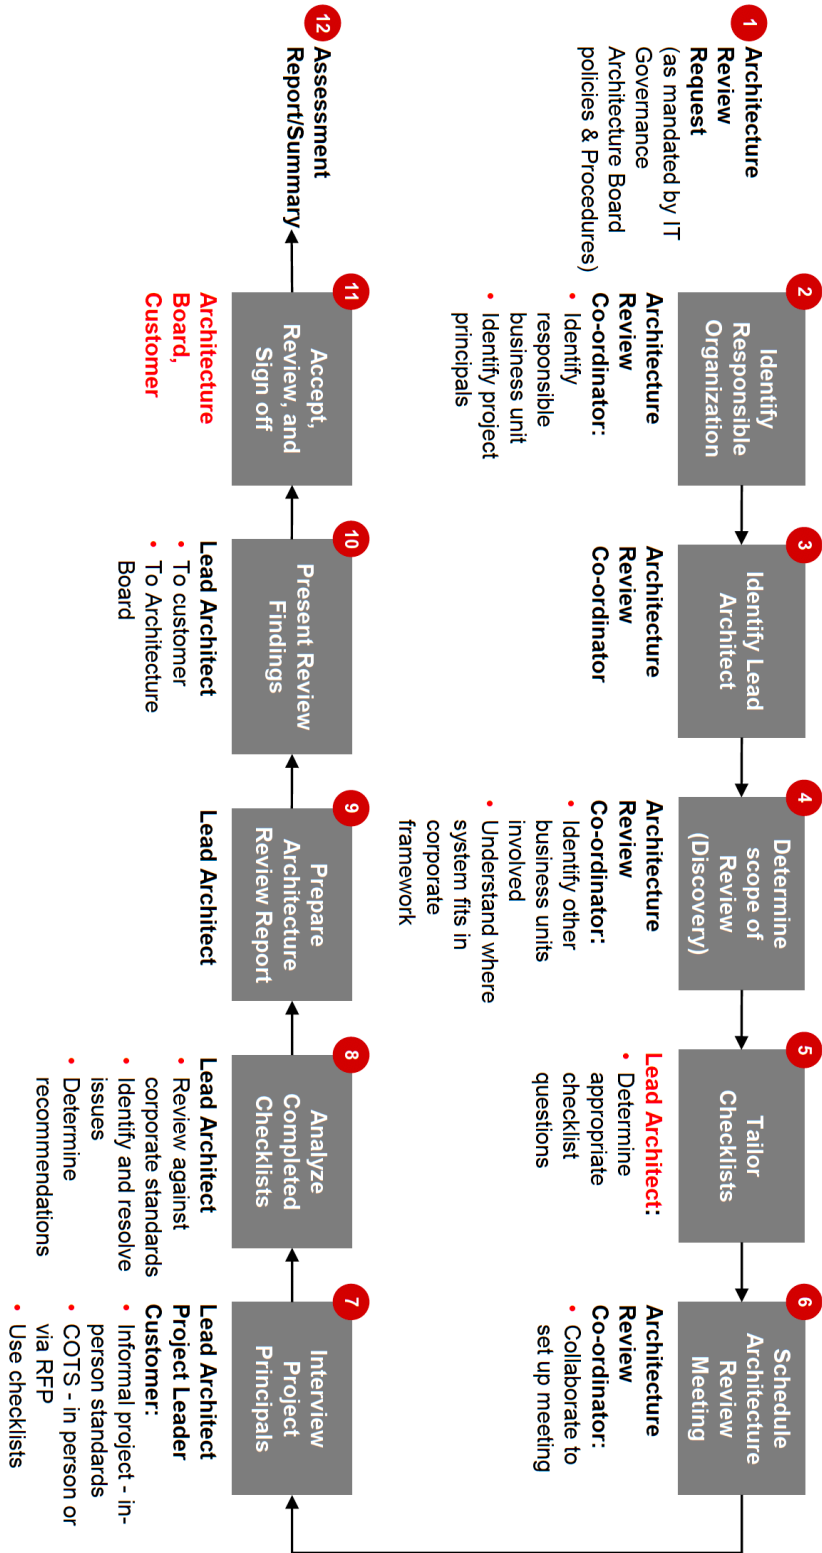 1
Architecture
Review
Request
(as mandated by IT
Governance
Architecture Board
policies & Procedures)
2
Identify
Responsible
Organization
Architecture
Review
Co-ordinator:
• Identify
responsible
business unit
• Identify project
principals
3
Identify Lead
Architect
Architecture
Review
Co-ordinator
4
Determine
scope of
Review
(Discovery)
Architecture
Review
Co-ordinator:
• Identify other
business units
involved
• Understand where
system fits in
corporate
framework
5
Tailor
Checklists
Lead Architect:
• Determine
appropriate
checklist
questions
6
Schedule
Architecture
Review
Meeting
Architecture
Review
Co-ordinator:
• Collaborate to
set up meeting
7
Interview
Project
Principals
Lead Architect
Project Leader
Customer:
• Informal project - in-
person standards
• COTS - in person or
via RFP
• Use checklists
8
Analyze
Completed
Checklists
Lead Architect
• Review against
corporate standards
• Identify and resolve
issues
• Determine
recommendations
9
Prepare
Architecture
Review Report
Lead Architect
10
Present Review
Findings
Lead Architect
• To customer
• To Architecture
Board
11
Accept,
Review, and
Sign off
Architecture
Board,
Customer
12
Assessment
Report/Summary